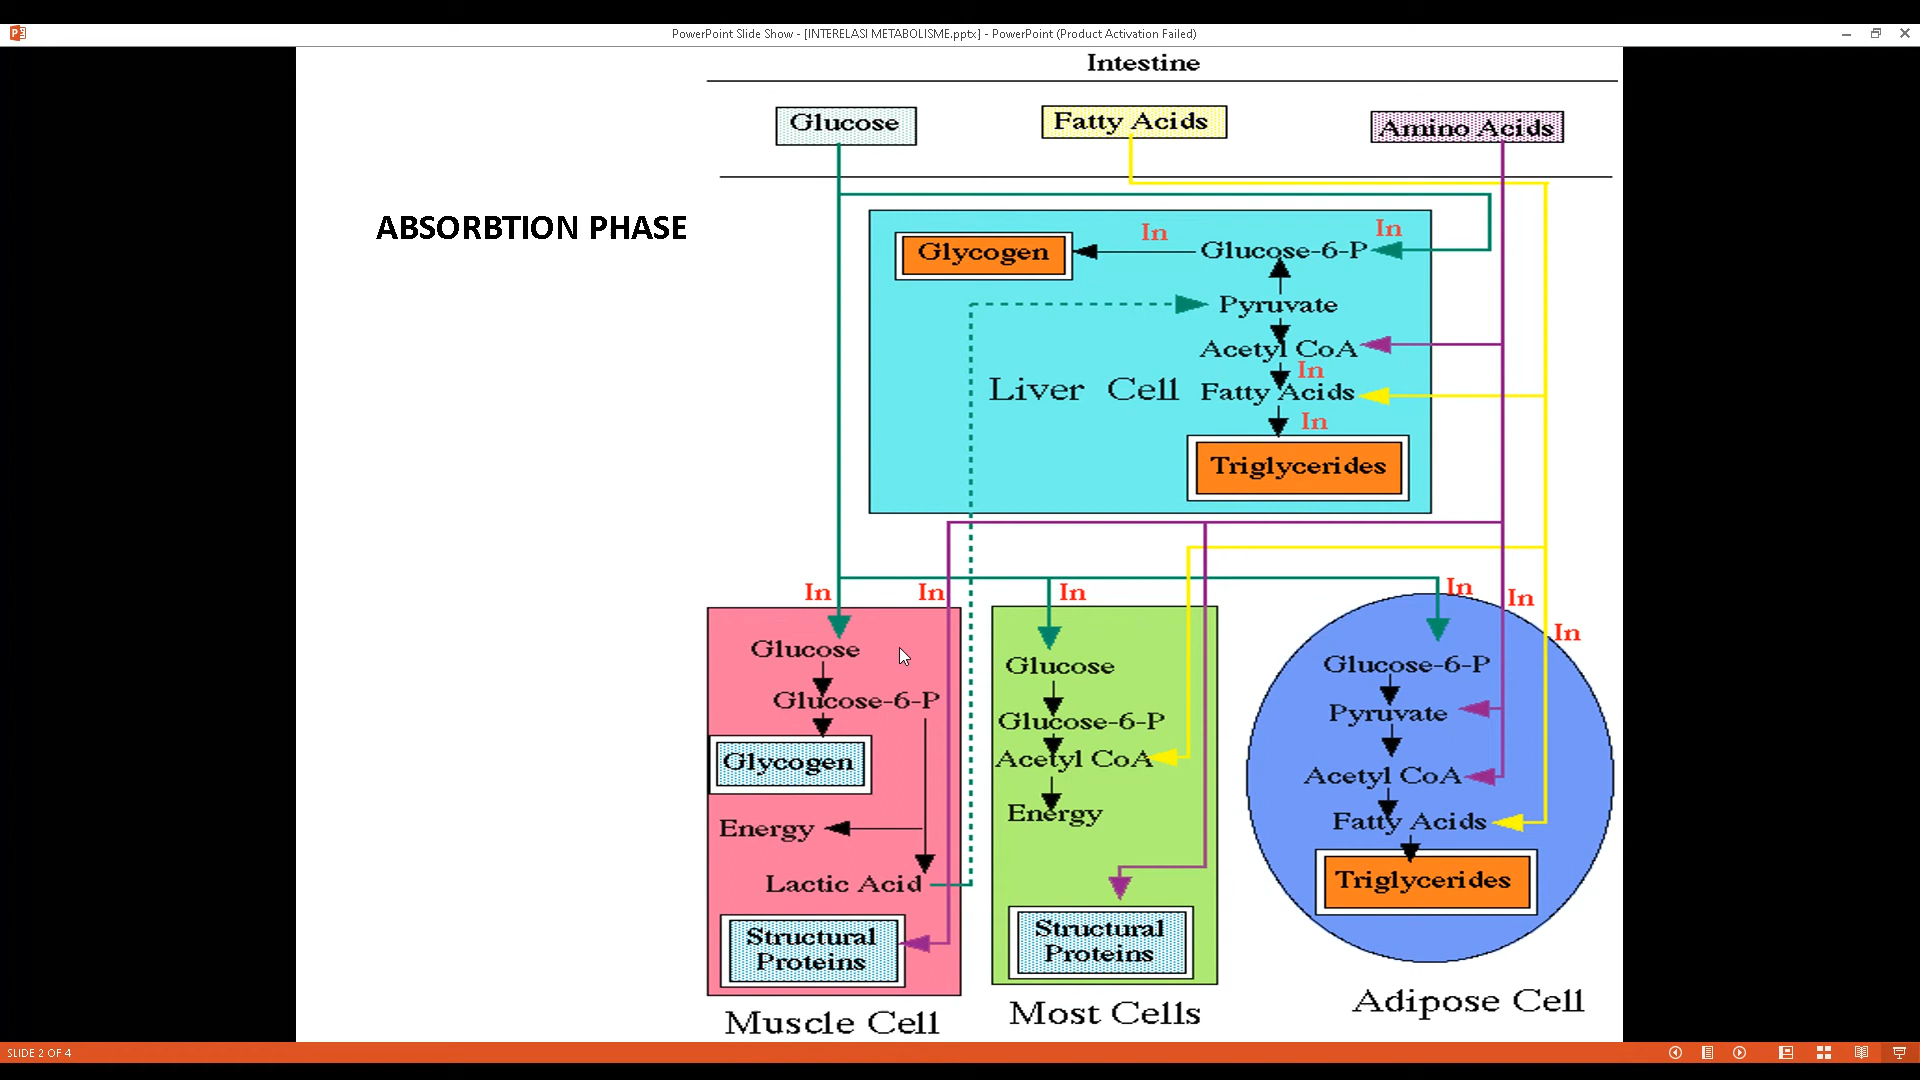 PowerPoint Slide Show - [INTERELASI METABOLISME.pptx] - PowerPoint (Product Activation Failed)
Intestine
Glucose
Fatty Acids
Amino Acids
ABSORBTION PHASE
Glycogen
In
Glucose-6-P
In
Pyruvate
Acetyl CoA
In
Liver Cell
Fatty Acids
In
Triglycerides
In
In
In
In
In
In
Glucose
Glucose-6-P
Glycogen
Energy
Lactic Acid
Structural
Proteins
Muscle Cell
Glucose
Glucose-6-P
Acetyl CoA
Energy
Structural
Proteins
Most Cells
Glucose-6-P
Pyruvate
Acetyl CoA
Fatty Acids
Triglycerides
Adipose Cell
SLIDE 2 OF 4